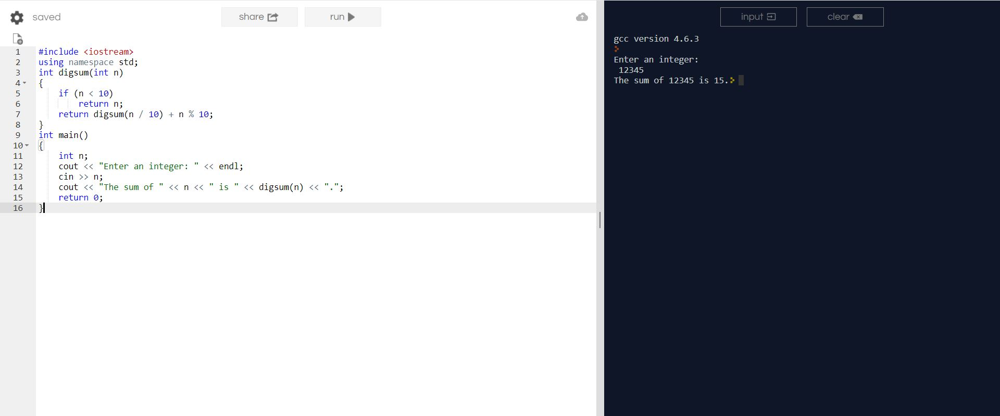 saved
share
run
1 #include <iostream>
2 using namespace std;
3 int digsum(int n)
4 {
5     if (n < 10)
6         return n;
7     return digsum(n / 10) + n % 10;
8 }
9 int main()
10 {
11     int n;
12     cout << "Enter an integer: " << endl;
13     cin >> n;
14     cout << "The sum of " << n << " is " << digsum(n) << ".";
15     return 0;
16 }
input
clear
gcc version 4.6.3
>
Enter an integer:
 12345
The sum of 12345 is 15.>